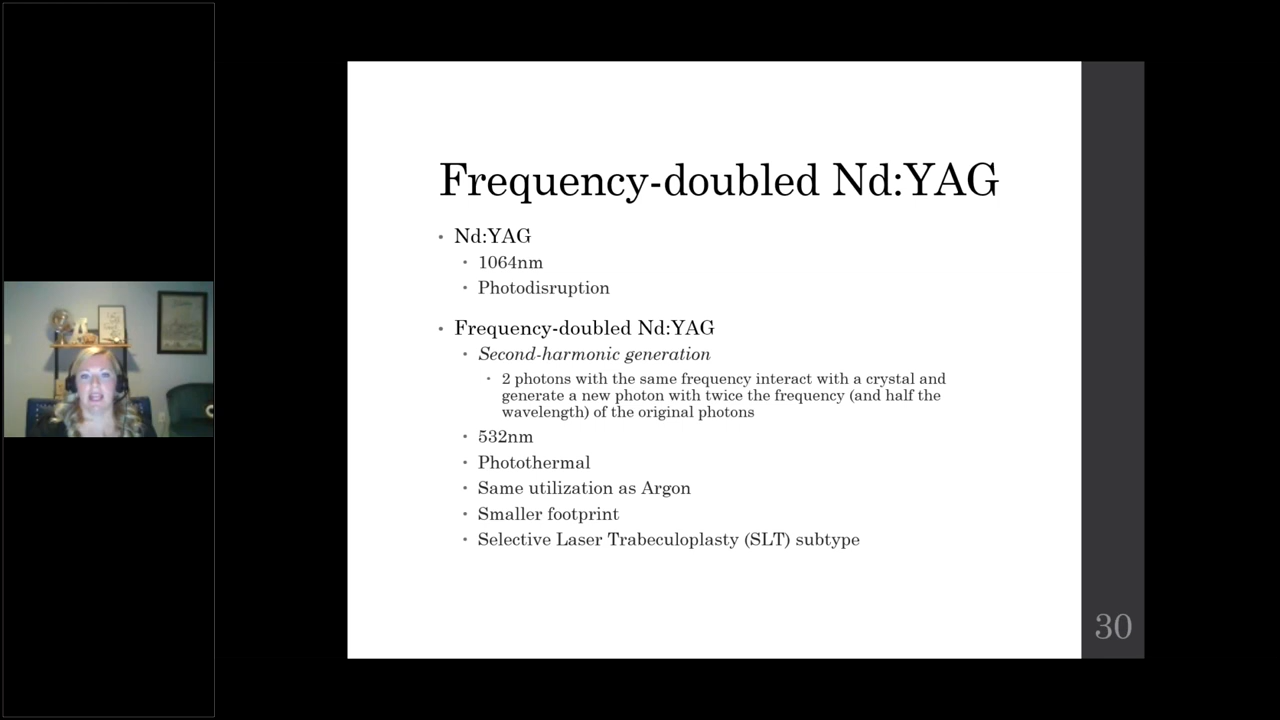 Frequency-doubled Nd:YAG
• Nd:YAG
• 1064nm
• Photodisruption
• Frequency-doubled Nd:YAG
• Second-harmonic generation
• 2 photons with the same frequency interact with a crystal and
generate a new photon with twice the frequency (and half the
wavelength) of the original photons
• 532nm
• Photothermal
• Same utilization as Argon
• Smaller footprint
• Selective Laser Trabeculoplasty (SLT) subtype
30